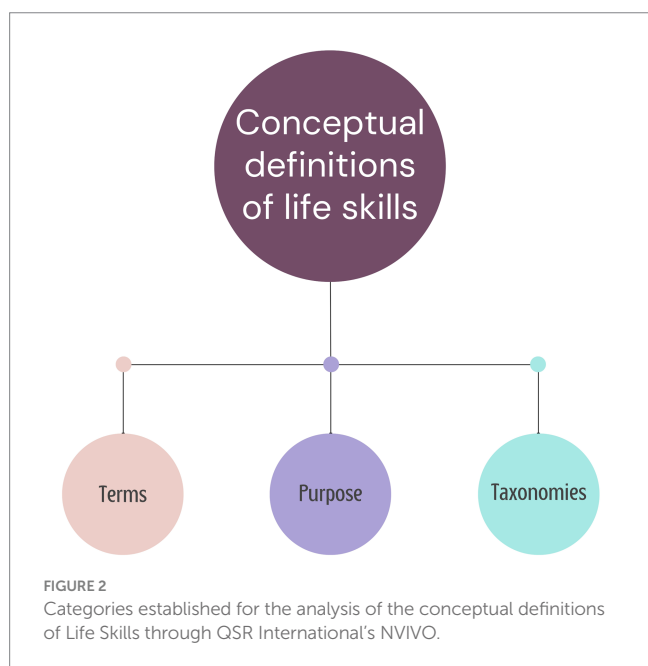 Conceptual
definitions
of life skills
Terms
Purpose
Taxonomies
FIGURE 2
Categories established for the analysis of the conceptual definitions
of Life Skills through QSR International's NVIVO.